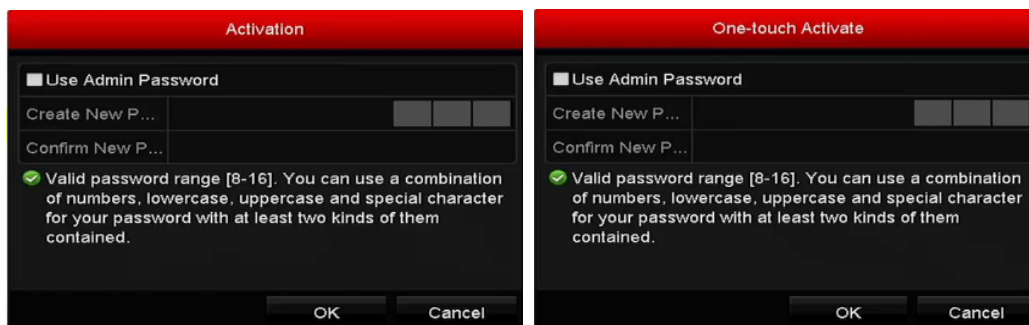 Activation
Use Admin Password
Create New P...
Confirm New P...
Valid password range [8-16]. You can use a combination
of numbers, lowercase, uppercase and special character
for your password with at least two kinds of them
contained.
OK
Cancel
One-touch Activate
Use Admin Password
Create New P...
Confirm New P...
Valid password range [8-16]. You can use a combination
of numbers, lowercase, uppercase and special character
for your password with at least two kinds of them
contained.
OK
Cancel